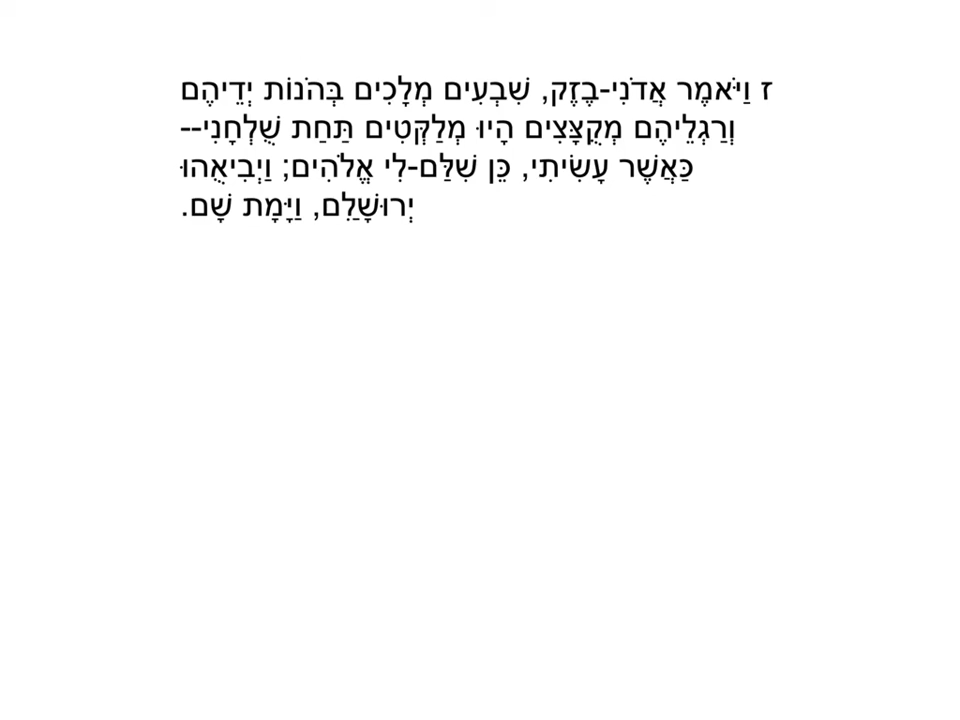 ז וַיֹּאמֶר אֲדֹנִי-בֶזֶק, שִׁבְעִים מְלָכִים בְּהֹנוֹת יְדֵיהֶם
וְרַגְלֵיהֶם מְקֻצָּצִים הָיוּ מְלַקְּטִים תַּחַת שֻׁלְחָנִי--
כַּאֲשֶׁר עָשִׂיתִי, כֵּן שִׁלַּם-לִי אֱלֹהִים; וַיְבִיאֻהוּ
יְרוּשָׁלִַם, וַיָּמָת שָׁם.